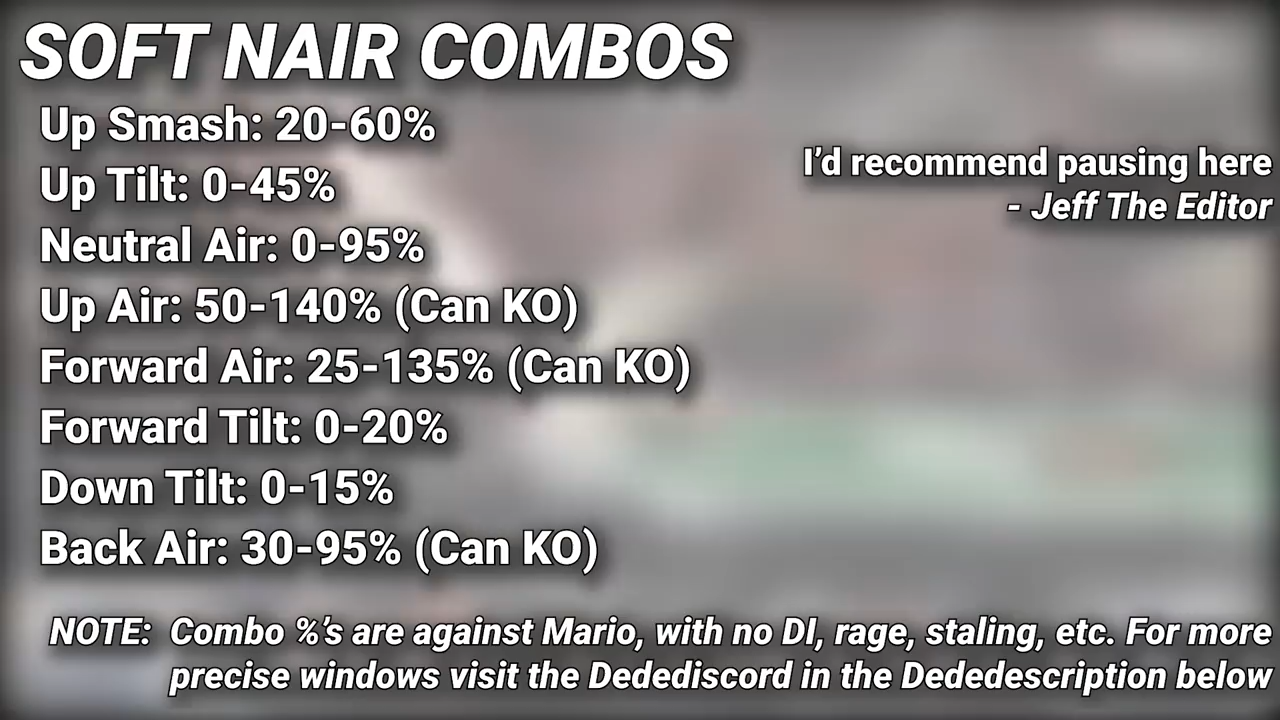 SOFT NAIR COMBOS
Up Smash: 20-60%
Up Tilt: 0-45%
Neutral Air: 0-95%
Up Air: 50-140% (Can KO)
Forward Air: 25-135% (Can KO)
Forward Tilt: 0-20%
Down Tilt: 0-15%
Back Air: 30-95% (Can KO)
I'd recommend pausing here
- Jeff The Editor
NOTE: Combo %'s are against Mario, with no DI, rage, staling, etc. For more
precise windows visit the Dedediscord in the Dededescription below